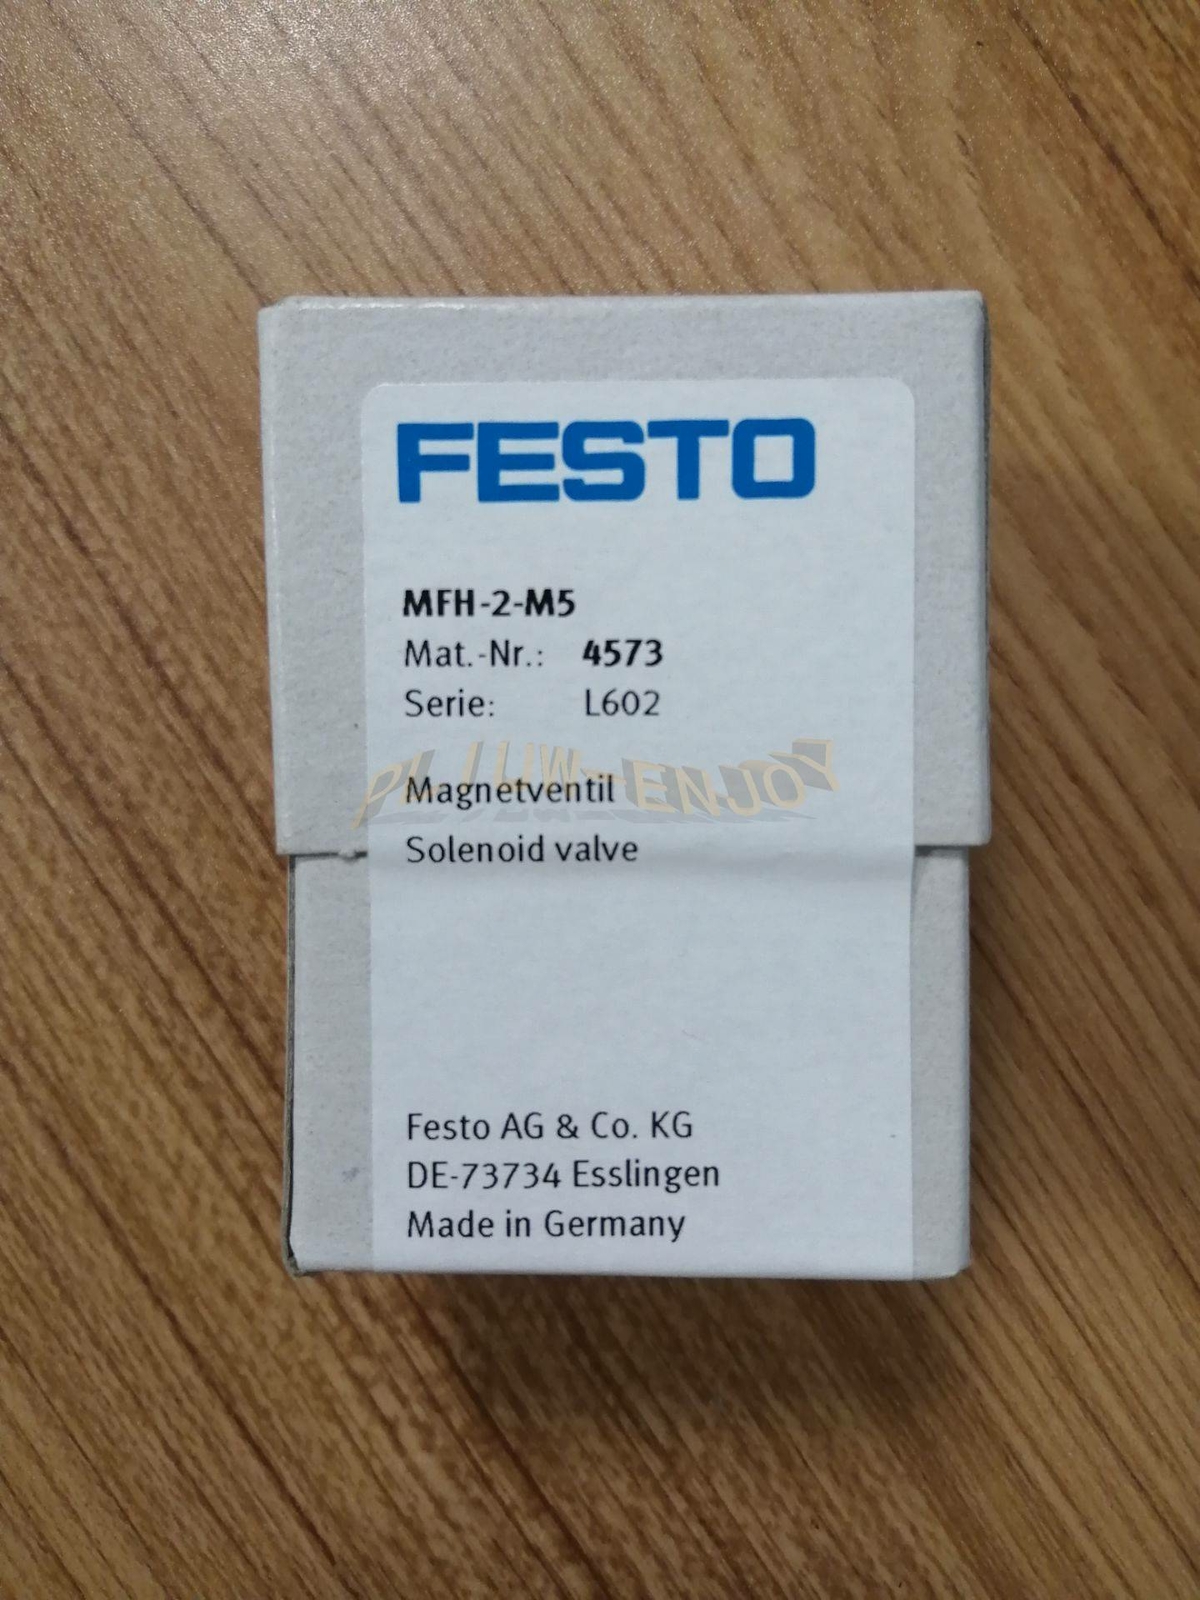 FESTO
MFH-2-M5
Mat.-Nr.: 4573
Serie: L602
Magnetventil
Solenoid valve
Festo AG & Co. KG
DE-73734 Esslingen
Made in Germany